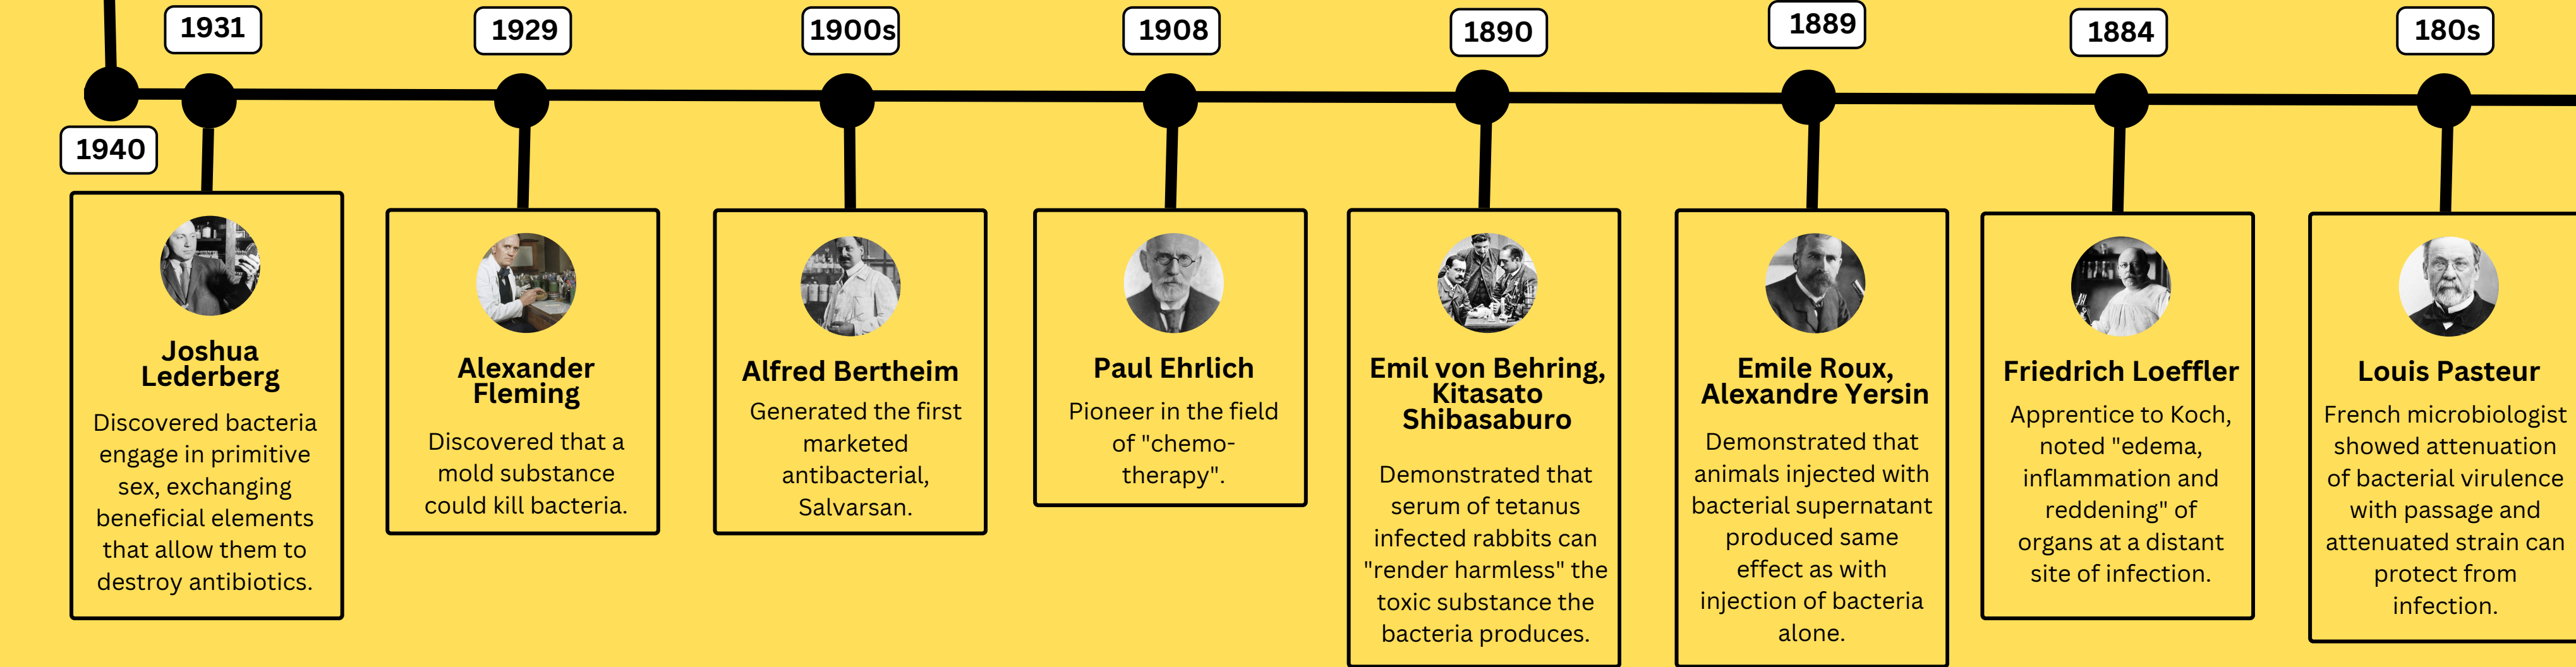 1931
1929
1900s
1908
1890
1889
1884
180s
1940
Joshua
Lederberg
Discovered bacteria
engage in primitive
sex, exchanging
beneficial elements
that allow them to
destroy antibiotics.
Alexander
Fleming
Discovered that a
mold substance
could kill bacteria.
Alfred Bertheim
Generated the first
marketed
antibacterial,
Salvarsan.
Paul Ehrlich
Pioneer in the field
of "chemo-
therapy".
Emil von Behring,
Kitasato
Shibasaburo
Demonstrated that
serum of tetanus
infected rabbits can
"render harmless" the
toxic substance the
bacteria produces.
Emile Roux,
Alexandre Yersin
Demonstrated that
animals injected with
bacterial supernatant
produced same
effect as with
injection of bacteria
alone.
Friedrich Loeffler
Apprentice to Koch,
noted "edema,
inflammation and
reddening" of
organs at a distant
site of infection.
Louis Pasteur
French microbiologist
showed attenuation
of bacterial virulence
with passage and
attenuated strain can
protect from
infection.